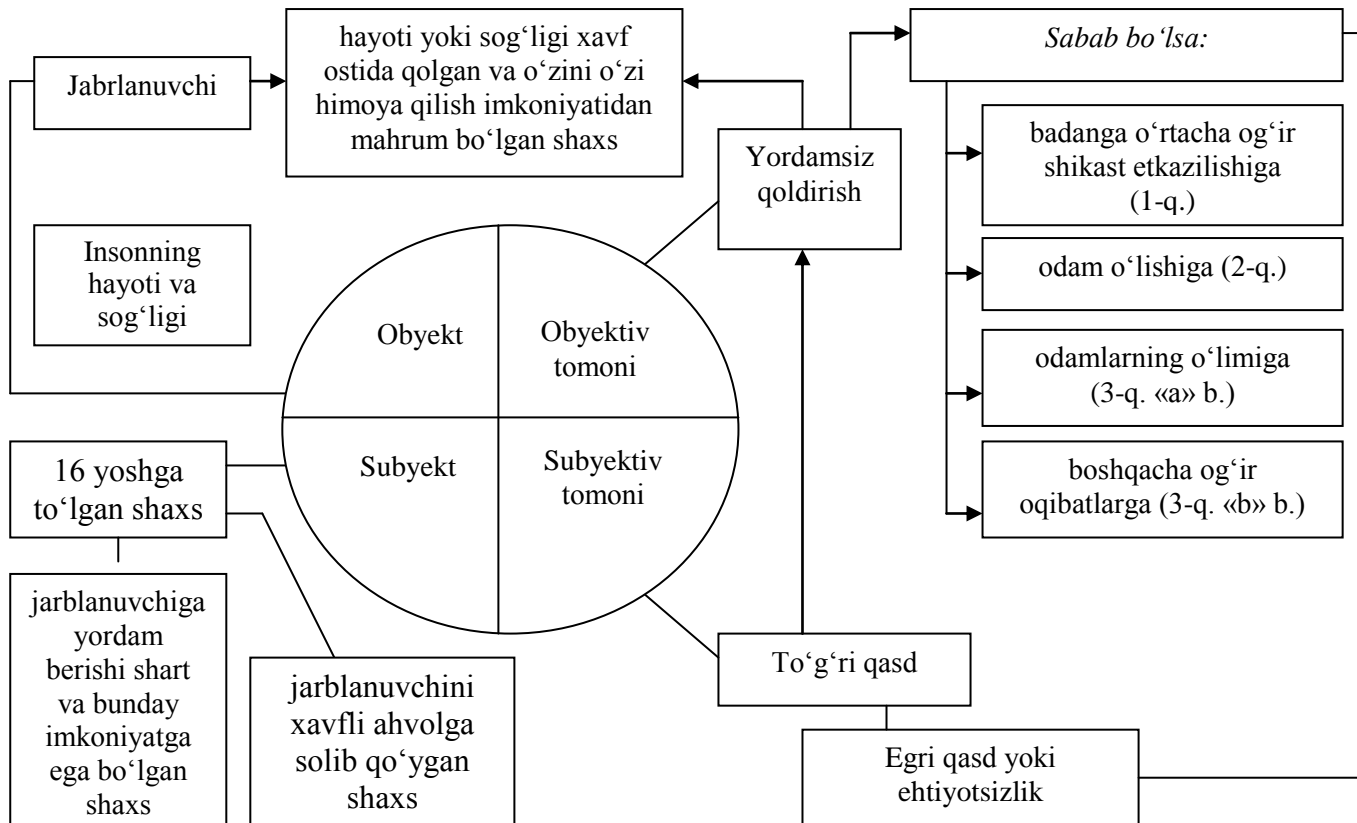 Jabrlanuvchi
hayoti yoki sog‘ligi xavf
ostida qolgan va o‘zini o‘zi
himoya qilish imkoniyatidan
mahrum bo‘lgan shaxs
Yordamsiz
qoldirish
Sabab bo‘lsa:
badanga o‘rtacha og‘ir
shikast etkazilishiga
(1-q.)
odam o‘lishiga (2-q.)
odamlarning o‘limiga
(3-q. «a» b.)
boshqacha og‘ir
oqibatlarga (3-q. «b» b.)
Insonning
hayoti va
sog‘ligi
Obyekt
Obyektiv
tomoni
Subyekt
Subyektiv
tomoni
16 yoshga
to‘lgan shaxs
jarblanuvchiga
yordam
berishi shart
va bunday
imkoniyatga
ega bo‘lgan
shaxs
jarblanuvchini
xavfli ahvolga
solib qo‘ygan
shaxs
To‘g‘ri qasd
Egri qasd yoki
ehtiyotsizlik